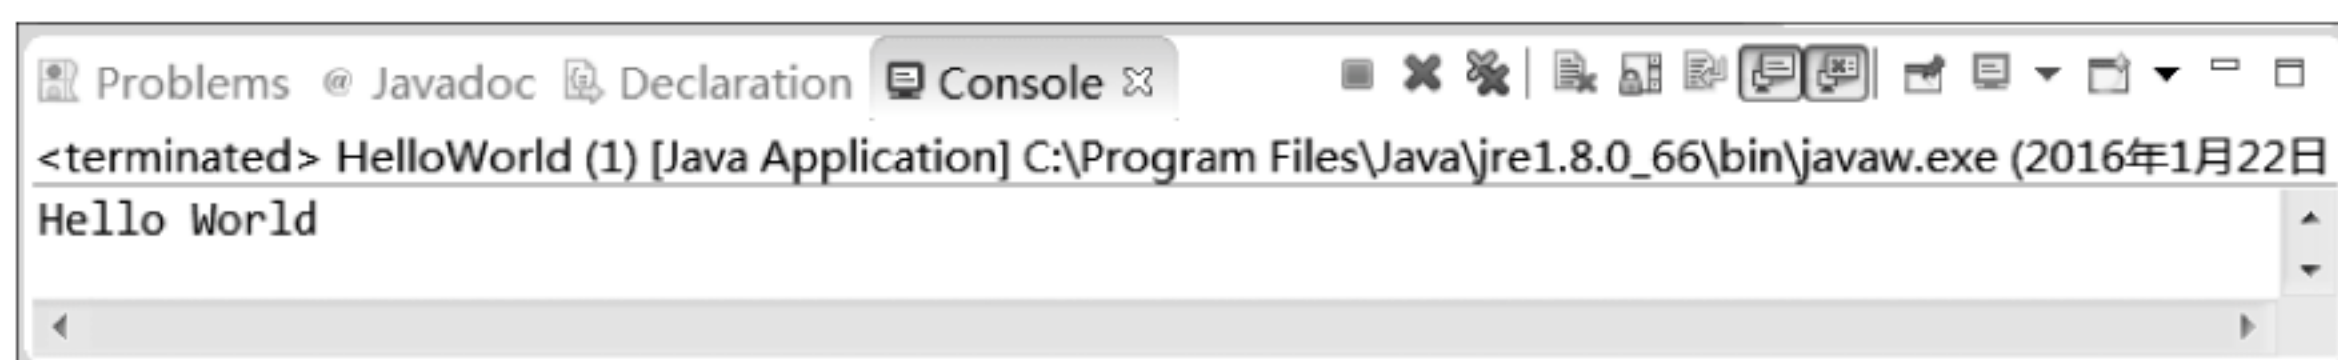 Problems @ Javadoc Declaration Console
<terminated> HelloWorld (1) [Java Application] C:\Program Files\Java\jre1.8.0_66\bin\javaw.exe (2016年1月22日
Hello World